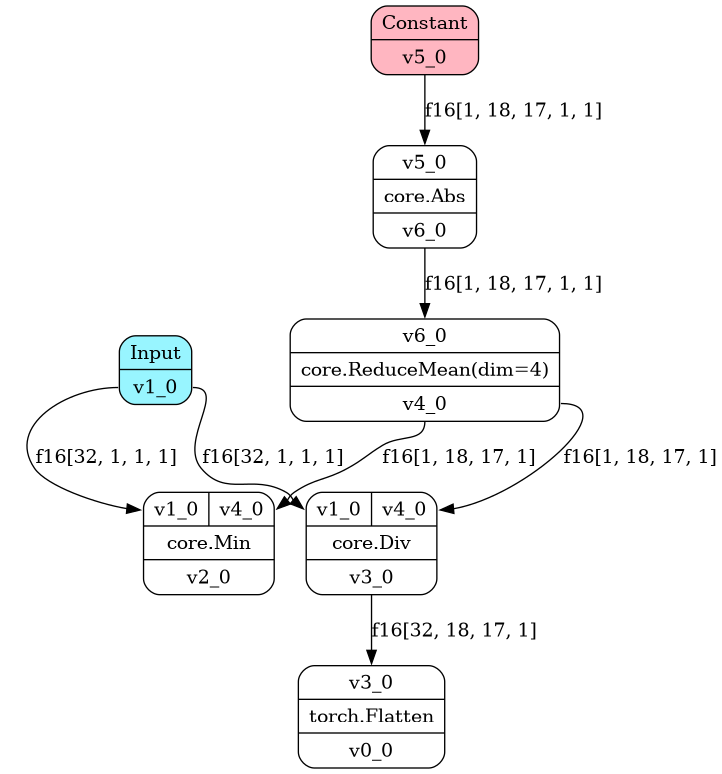 Constant
v5_0
f16[1, 18, 17, 1, 1]
v5_0
core.Abs
v6_0
f16[1, 18, 17, 1, 1]
v6_0
core.ReduceMean(dim=4)
v4_0
Input
v1_0
f16[32, 1, 1, 1]
f16[32, 1, 1, 1]
f16[1, 18, 17, 1]
f16[1, 18, 17, 1]
v1_0 v4_0
core.Min
v2_0
v1_0 v4_0
core.Div
v3_0
f16[32, 18, 17, 1]
v3_0
torch.Flatten
v0_0